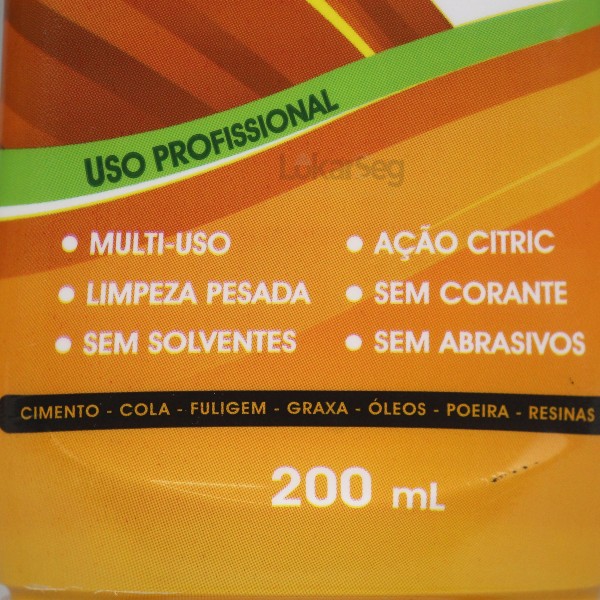 USO PROFISSIONAL
LukarSeg
• MULTI-USO
• LIMPEZA PESADA
• SEM SOLVENTES
• AÇÃO CITRIC
• SEM CORANTE
• SEM ABRASIVOS
CIMENTO - COLA - FULIGEM - GRAXA - ÓLEOS - POEIRA - RESINAS
200 mL